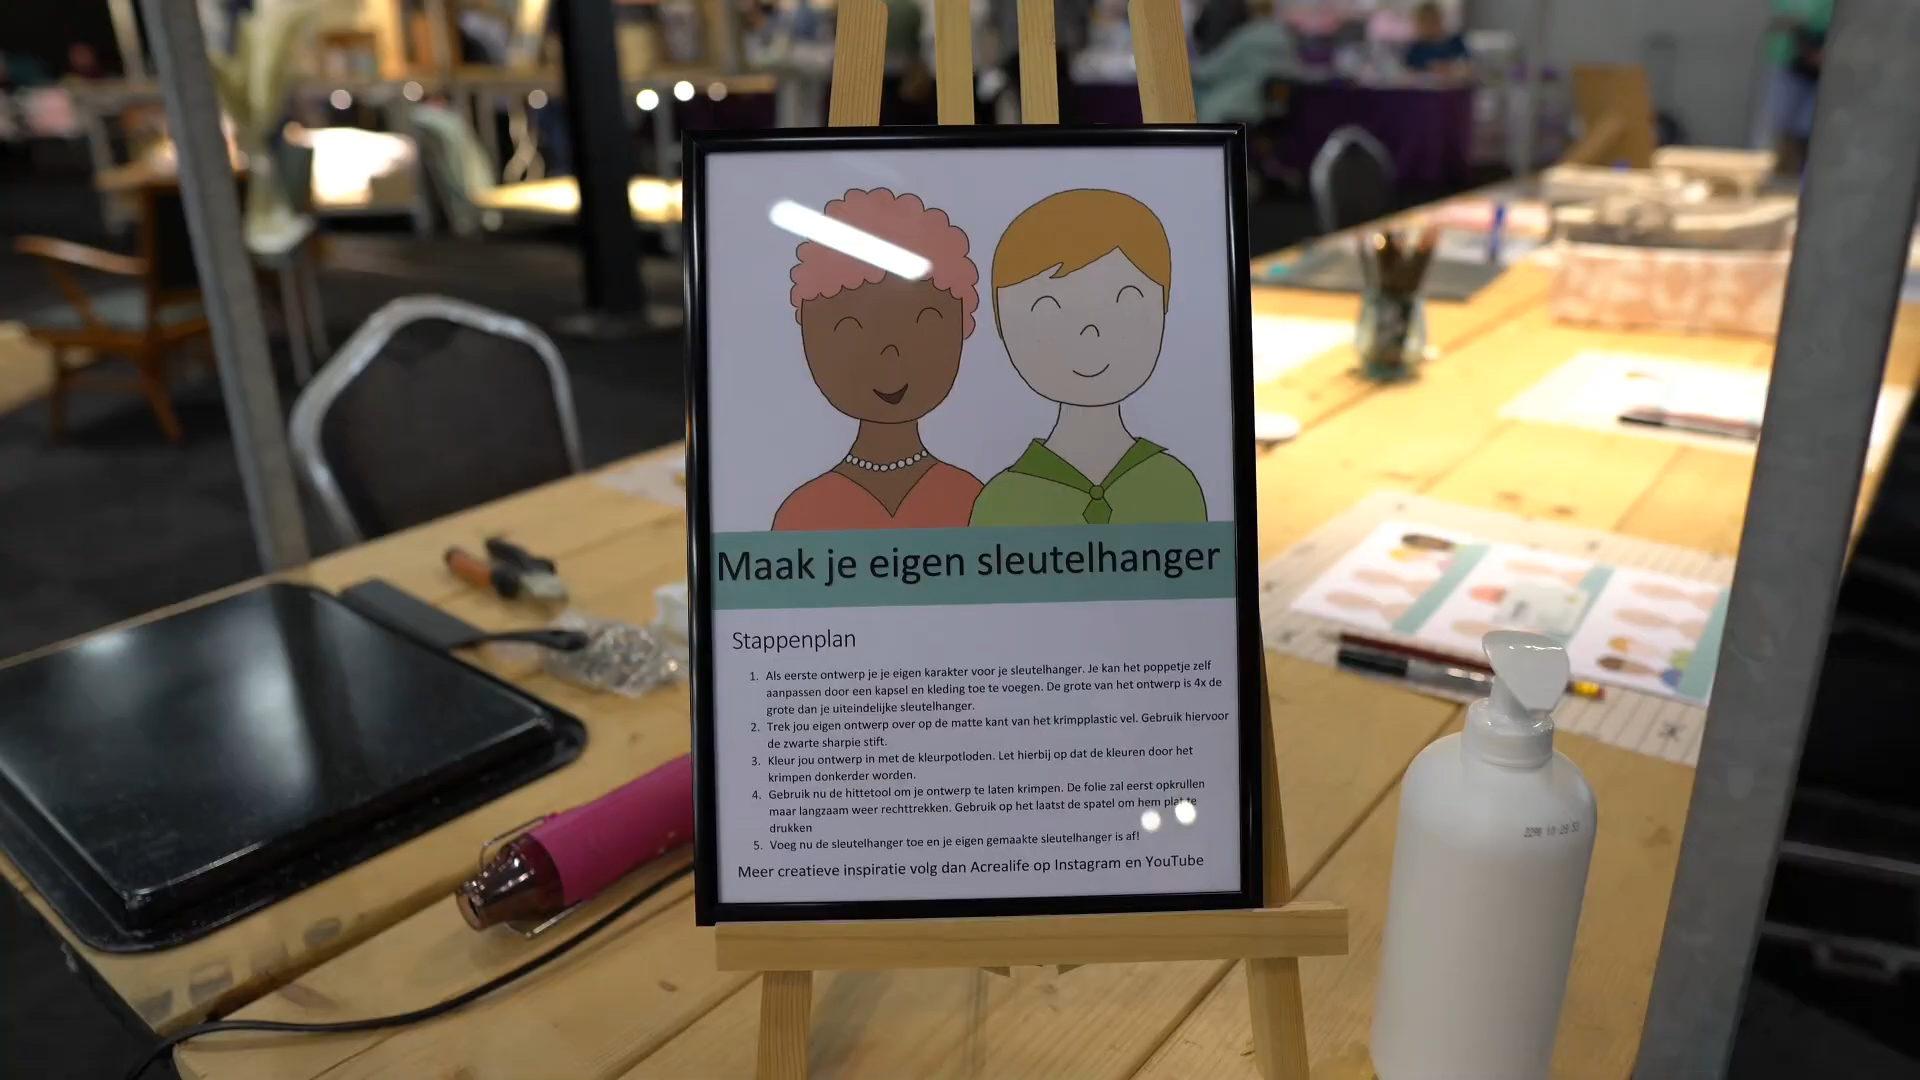 Maak je eigen sleutelhanger
Stappenplan
1. Als eerste ontwerp je je eigen karakter voor je sleutelhanger. Je kan het poppetje zelf
aanpassen door een kapsel en kleding toe te voegen. De grote van het ontwerp is 4x de
grote dan je uiteindelijke sleutelhanger.
2. Trek jou eigen ontwerp over op de matte kant van het krimpplastic vel. Gebruik hiervoor
de zwarte sharpie stift.
3. Kleur jou ontwerp in met de kleurpotloden. Let hierbij op dat de kleuren door het
krimpen donkerder worden.
4. Gebruik nu de hittetool om je ontwerp te laten krimpen. De folie zal eerst opkrullen
maar langzaam weer rechttrekken. Gebruik op het laatst de spatel om hem plat te
drukken
5. Voeg nu de sleutelhanger toe en je eigen gemaakte sleutelhanger is af!
Meer creatieve inspiratie volg dan Acrealife op Instagram en YouTube